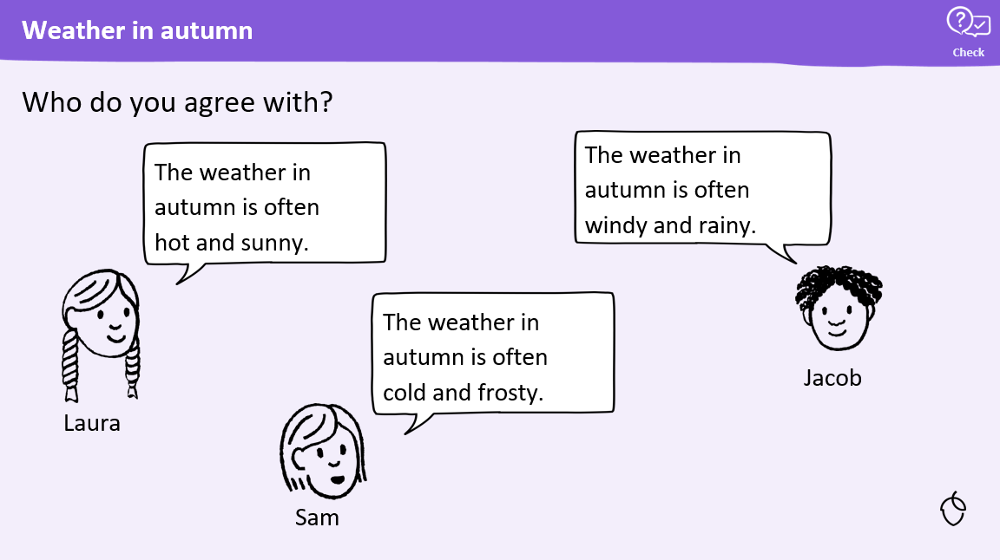 Weather in autumn
Check
Who do you agree with?
The weather in
autumn is often
hot and sunny.
Laura
The weather in
autumn is often
cold and frosty.
Sam
The weather in
autumn is often
windy and rainy.
Jacob